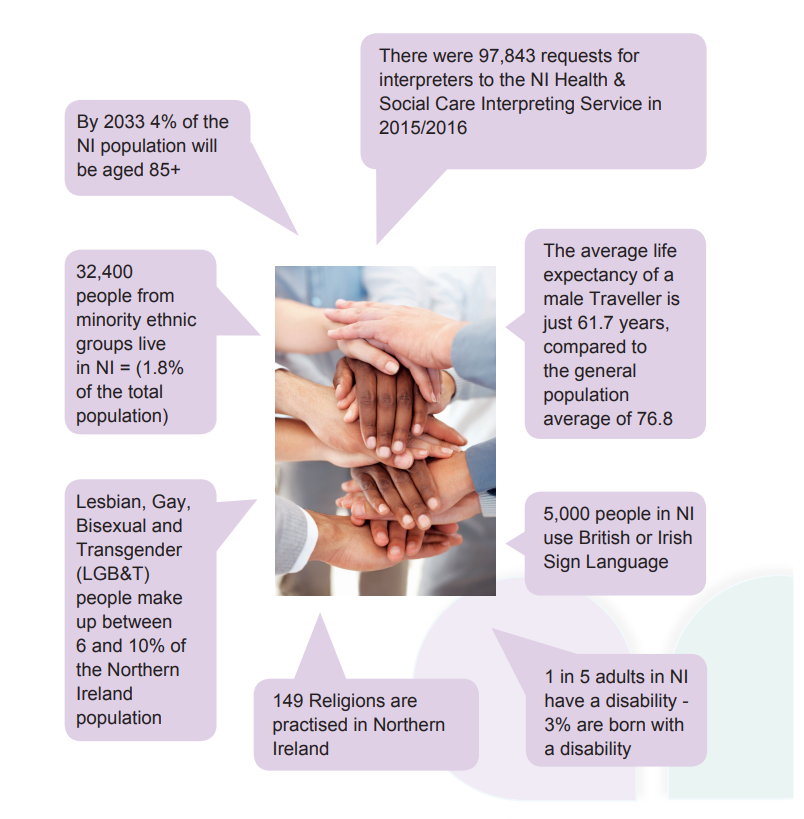 There were 97,843 requests for
interpreters to the NI Health &
Social Care Interpreting Service in
2015/2016
By 2033 4% of the
NI population will
be aged 85+
32,400
people from
minority ethnic
groups live
in NI = (1.8%
of the total
population)
The average life
expectancy of a
male Traveller is
just 61.7 years,
compared to
the general
population
average of 76.8
Lesbian, Gay,
Bisexual and
Transgender
(LGB&T)
people make
up between
6 and 10% of
the Northern
Ireland
population
5,000 people in NI
use British or Irish
Sign Language
149 Religions are
practised in Northern
Ireland
1 in 5 adults in NI
have a disability -
3% are born with
a disability